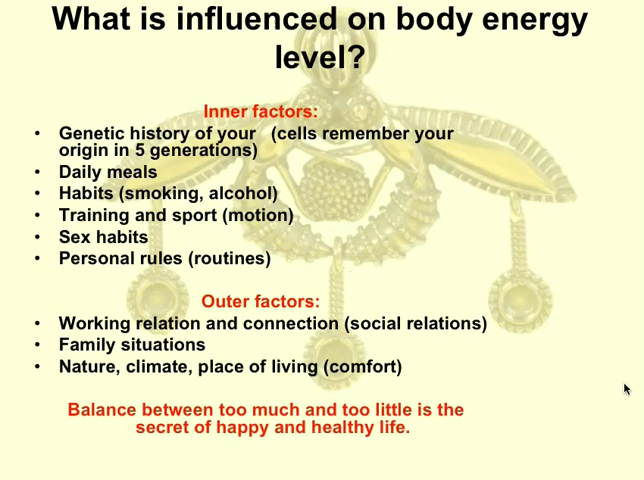 What is influenced on body energy
level?
Inner factors:
• Genetic history of your (cells remember your
origin in 5 generations)
• Daily meals
• Habits (smoking, alcohol)
• Training and sport (motion)
• Sex habits
• Personal rules (routines)
Outer factors:
• Working relation and connection (social relations)
• Family situations
• Nature, climate, place of living (comfort)
Balance between too much and too little is the
secret of happy and healthy life.